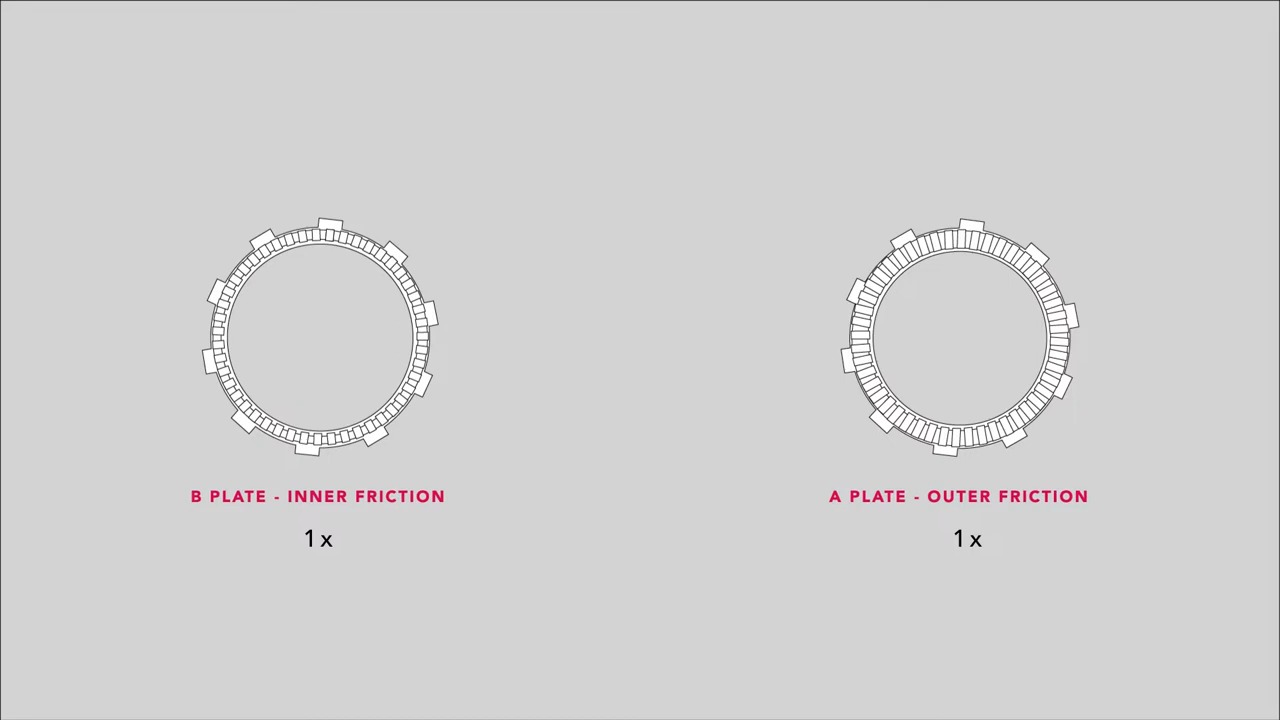 B PLATE - INNER FRICTION
1 x
A PLATE - OUTER FRICTION
1 x